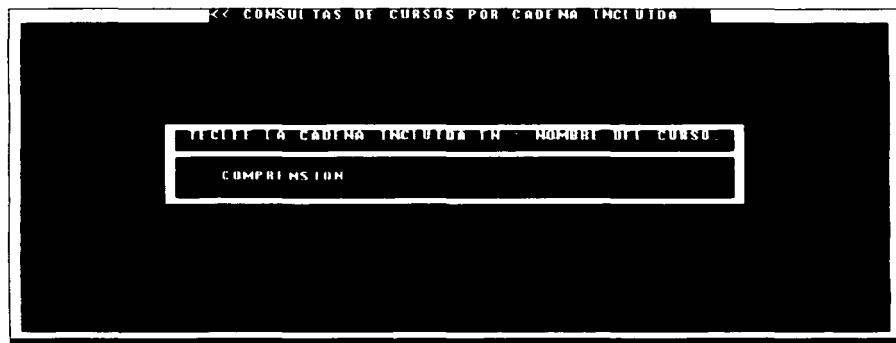 << CONSULTAS DE CURSOS POR CADENA INCLUIDA
TECLEE LA CADENA INCLUIDA EN : NOMBRE DEL CURSO.
COMPRENSION